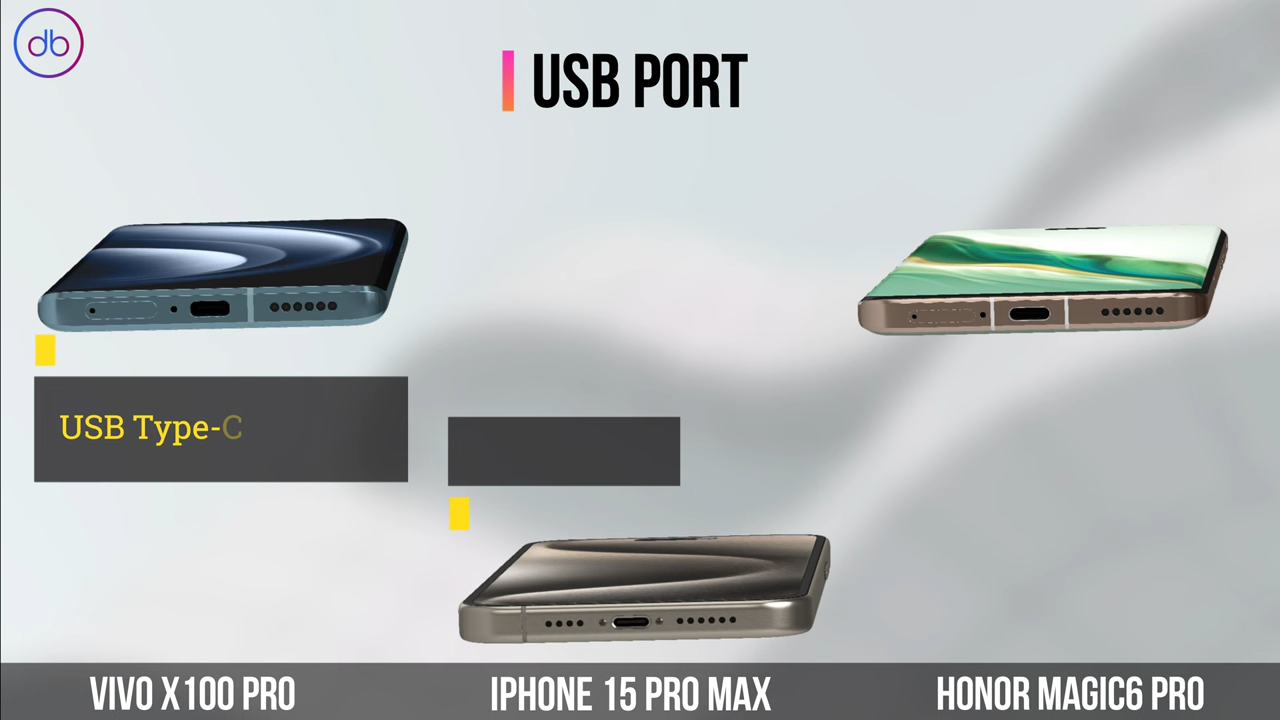 db
USB PORT
USB Type-C
VIVO X100 PRO
IPHONE 15 PRO MAX
HONOR MAGIC6 PRO